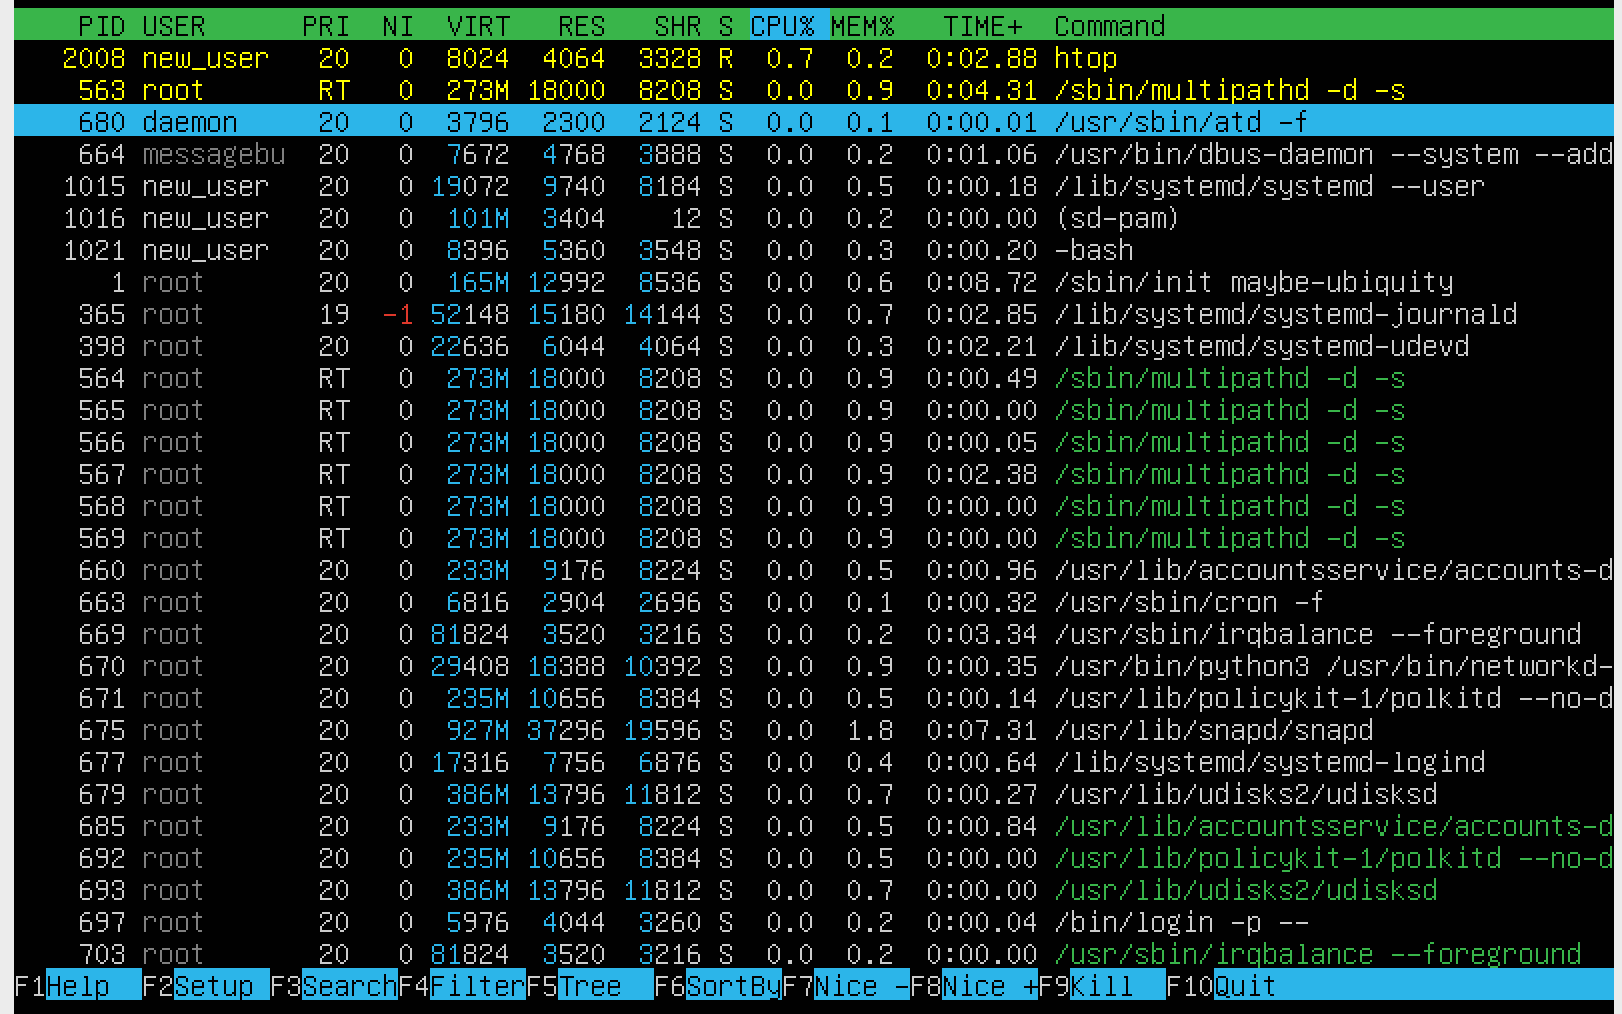 PID USER PRI NI VIRT RES SHR S CPU% MEM% TIME+ Command
2008 new_user 20 0 8024 4064 3328 R 0.7 0.2 0:02.88 htop
563 root RT 0 273M 18000 8208 S 0.0 0.9 0:04.31 /sbin/multipathd -d -s
680 daemon 20 0 3796 2300 2124 S 0.0 0.1 0:00.01 /usr/sbin/atd -f
664 messagebu 20 0 7672 4768 3888 S 0.0 0.2 0:01.06 /usr/bin/dbus-daemon --system --add
1015 new_user 20 0 19072 9740 8184 S 0.0 0.5 0:00.18 /lib/systemd/systemd --user
1016 new_user 20 0 101M 3404 12 S 0.0 0.2 0:00.00 (sd-pam)
1021 new_user 20 0 8396 5360 3548 S 0.0 0.3 0:00.20 -bash
1 root 20 0 165M 12992 8536 S 0.0 0.6 0:08.72 /sbin/init maybe-ubiquity
365 root 19 -1 52148 15180 14144 S 0.0 0.7 0:02.85 /lib/systemd/systemd-journald
398 root 20 0 22636 6044 4064 S 0.0 0.3 0:02.21 /lib/systemd/systemd-udevd
564 root RT 0 273M 18000 8208 S 0.0 0.9 0:00.49 /sbin/multipathd -d -s
565 root RT 0 273M 18000 8208 S 0.0 0.9 0:00.00 /sbin/multipathd -d -s
566 root RT 0 273M 18000 8208 S 0.0 0.9 0:00.05 /sbin/multipathd -d -s
567 root RT 0 273M 18000 8208 S 0.0 0.9 0:02.38 /sbin/multipathd -d -s
568 root RT 0 273M 18000 8208 S 0.0 0.9 0:00.00 /sbin/multipathd -d -s
569 root RT 0 273M 18000 8208 S 0.0 0.9 0:00.00 /sbin/multipathd -d -s
660 root 20 0 233M 9176 8224 S 0.0 0.5 0:00.96 /usr/lib/accountsservice/accounts-d
663 root 20 0 6816 2904 2696 S 0.0 0.1 0:00.32 /usr/sbin/cron -f
669 root 20 0 81824 3520 3216 S 0.0 0.2 0:03.34 /usr/sbin/irqbalance --foreground
670 root 20 0 29408 18388 10392 S 0.0 0.9 0:00.35 /usr/bin/python3 /usr/bin/networkd-
671 root 20 0 235M 10656 8384 S 0.0 0.5 0:00.14 /usr/lib/policykit-1/polkitd --no-d
675 root 20 0 927M 37296 19596 S 0.0 1.8 0:07.31 /usr/lib/snapd/snapd
677 root 20 0 17316 7756 6876 S 0.0 0.4 0:00.64 /lib/systemd/systemd-logind
679 root 20 0 386M 13796 11812 S 0.0 0.7 0:00.27 /usr/lib/udisks2/udisksd
685 root 20 0 233M 9176 8224 S 0.0 0.5 0:00.84 /usr/lib/accountsservice/accounts-d
692 root 20 0 235M 10656 8384 S 0.0 0.5 0:00.00 /usr/lib/policykit-1/polkitd --no-d
693 root 20 0 386M 13796 11812 S 0.0 0.7 0:00.00 /usr/lib/udisks2/udisksd
697 root 20 0 5976 4044 3260 S 0.0 0.2 0:00.04 /bin/login -p --
703 root 20 0 81824 3520 3216 S 0.0 0.2 0:00.00 /usr/sbin/irqbalance --foreground
F1Help F2Setup F3SearchF4FilterF5Tree F6SortByF7Nice -F8Nice +F9Kill F10Quit